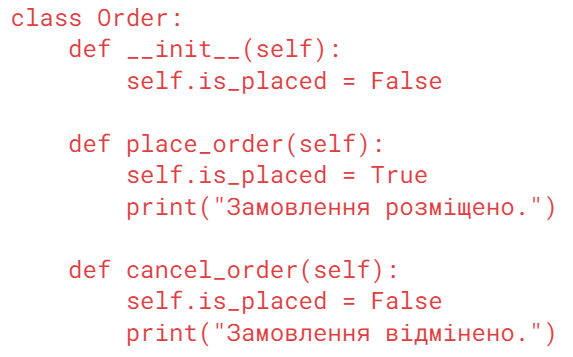 class Order:
    def __init__(self):
        self.is_placed = False

    def place_order(self):
        self.is_placed = True
        print("Замовлення розміщено.")

    def cancel_order(self):
        self.is_placed = False
        print("Замовлення відмінено.")